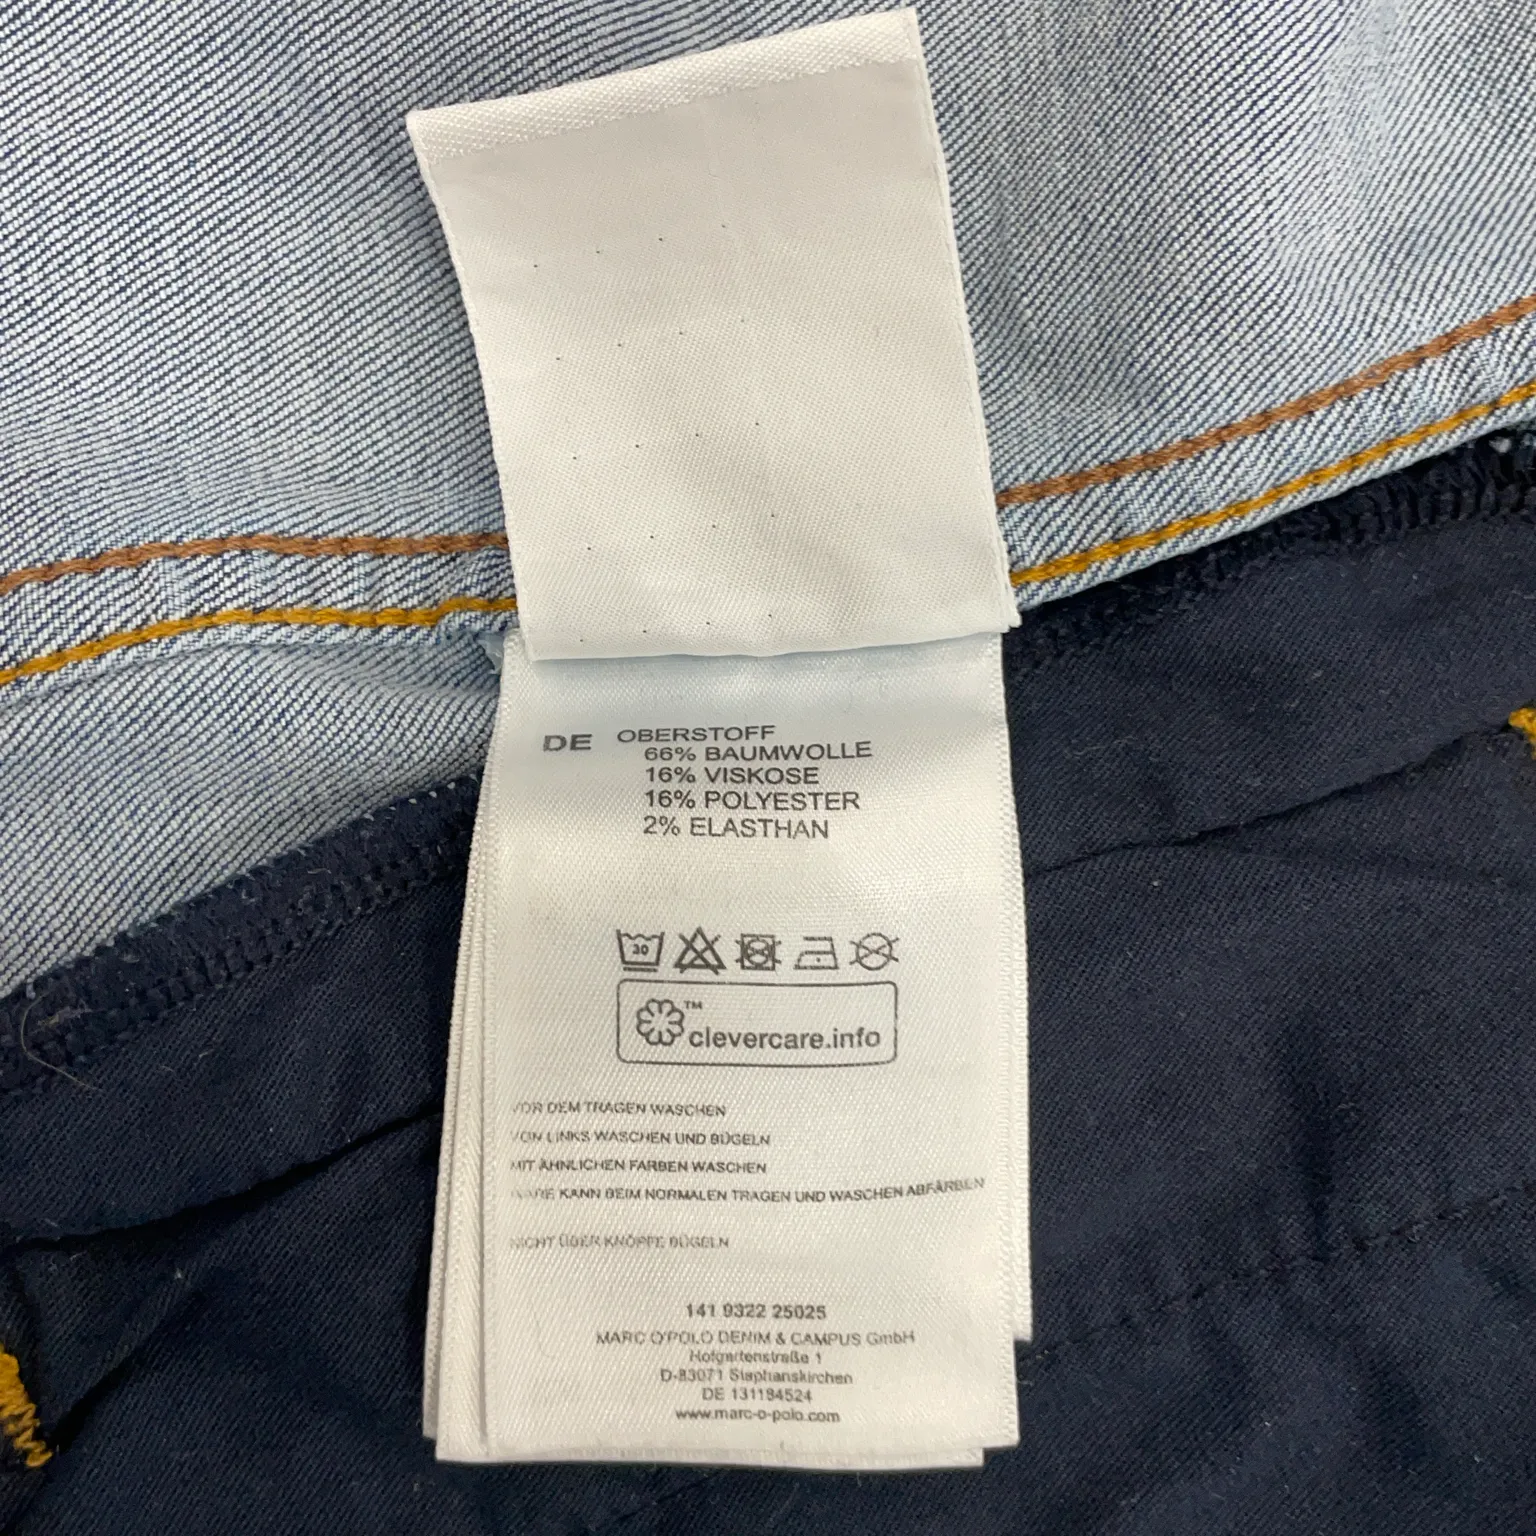 DE OBERSTOFF
66% BAUMWOLLE
16% VISKOSE
16% POLYESTER
2% ELASTHAN
30
™
clevercare.info
VOR DEM TRAGEN WASCHEN
VON LINKS WASCHEN UND BÜGELN
MIT ÄHNLICHEN FARBEN WASCHEN
WARE KANN BEIM NORMALEN TRAGEN UND WASCHEN ABFÄRBEN
NICHT ÜBER KNÖPFE BÜGELN
141 9322 25025
MARC O'POLO DENIM & CAMPUS GmbH
Hofgartenstraße 1
D-83071 Stephanskirchen
DE 131184524
www.marc-o-polo.com